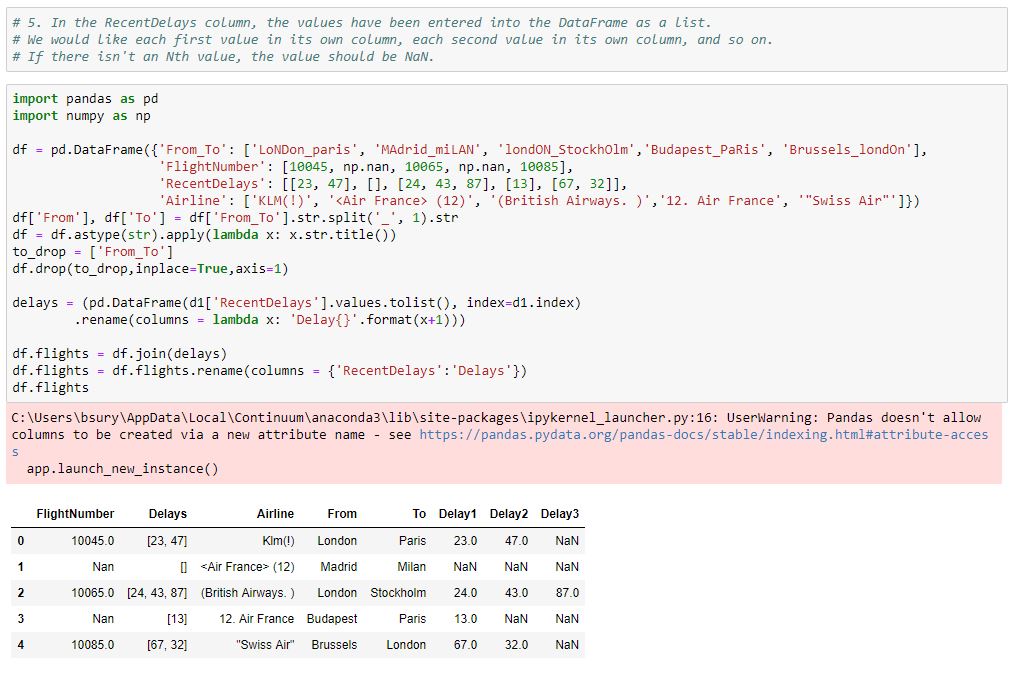 # 5. In the RecentDelays column, the values have been entered into the DataFrame as a list.
# We would like each first value in its own column, each second value in its own column, and so on.
# If there isn't an Nth value, the value should be NaN.
import pandas as pd
import numpy as np
df = pd.DataFrame({'From_To': ['LoNDon_paris', 'MAdrid_miLAN', 'londON_StockhOlm','Budapest_PaRis', 'Brussels_londOn'],
'FlightNumber': [10045, np.nan, 10065, np.nan, 10085],
'RecentDelays': [[23, 47], [], [24, 43, 87], [13], [67, 32]],
'Airline': ['KLM(!)', '<Air France> (12)', '(British Airways. )','12. Air France', '"Swiss Air"']})
df['From'], df['To'] = df['From_To'].str.split('_', 1).str
df = df.astype(str).apply(lambda x: x.str.title())
to_drop = ['From_To']
df.drop(to_drop,inplace=True,axis=1)
delays = (pd.DataFrame(d1['RecentDelays'].values.tolist(), index=d1.index)
.rename(columns = lambda x: 'Delay{}'.format(x+1)))
df.flights = df.join(delays)
df.flights = df.flights.rename(columns = {'RecentDelays':'Delays'})
df.flights
C:\Users\bsury\AppData\Local\Continuum\anaconda3\lib\site-packages\ipykernel_launcher.py:16: UserWarning: Pandas doesn't allow
columns to be created via a new attribute name - see https://pandas.pydata.org/pandas-docs/stable/indexing.html#attribute-acces
s
app.launch_new_instance()
FlightNumber Delays Airline From To Delay1 Delay2 Delay3
0 10045.0 [23, 47] Klm(!) London Paris 23.0 47.0 NaN
1 Nan [] <Air France> (12) Madrid Milan NaN NaN NaN
2 10065.0 [24, 43, 87] (British Airways. ) London Stockholm 24.0 43.0 87.0
3 Nan [13] 12. Air France Budapest Paris 13.0 NaN NaN
4 10085.0 [67, 32] "Swiss Air" Brussels London 67.0 32.0 NaN